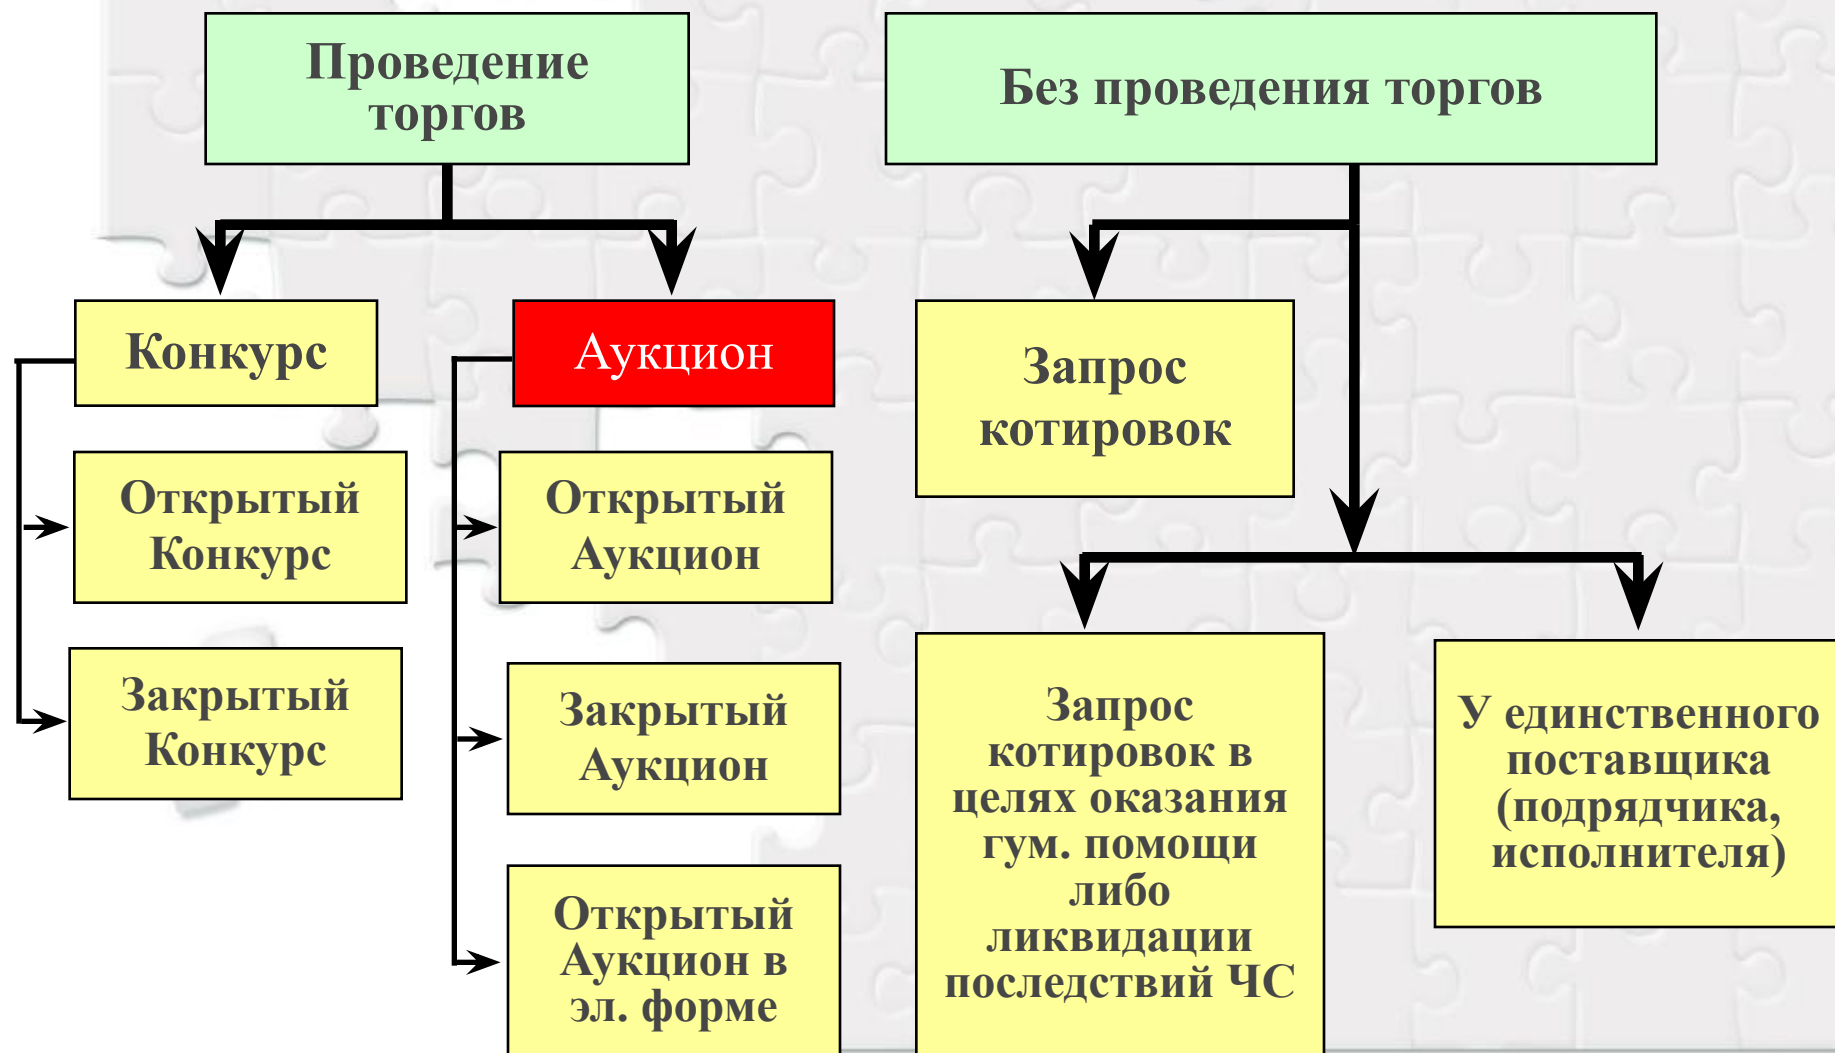 Проведение
торгов
Без проведения торгов
Конкурс
Аукцион
Запрос
котировок
Открытый
Конкурс
Открытый
Аукцион
Закрытый
Конкурс
Закрытый
Аукцион
Открытый
Аукцион в
эл. форме
Запрос
котировок в
целях оказания
гум. помощи
либо
ликвидации
последствий ЧС
У единственного
поставщика
(подрядчика,
исполнителя)